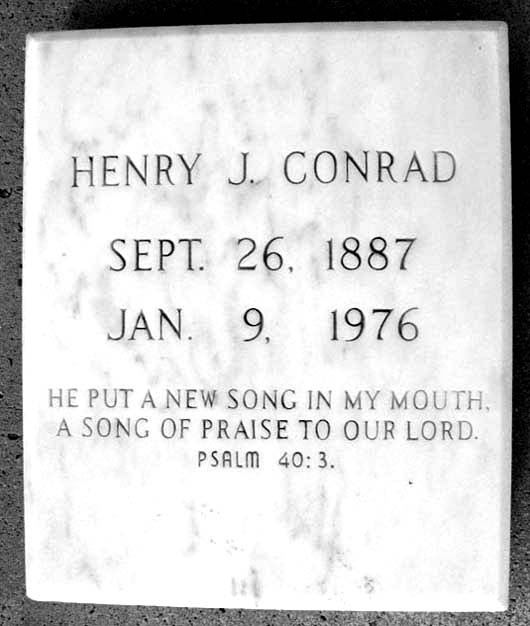 HENRY J. CONRAD
SEPT. 26, 1887
JAN. 9, 1976
HE PUT A NEW SONG IN MY MOUTH,
A SONG OF PRAISE TO OUR LORD.
PSALM 40:3.